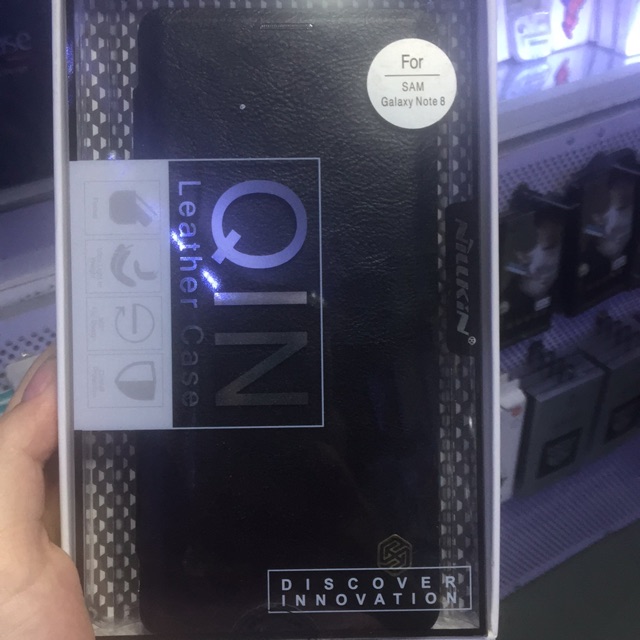 For
SAM
Galaxy Note 8
QIN
Leather Case
NILLKIN®
DISCOVER
INNOVATION